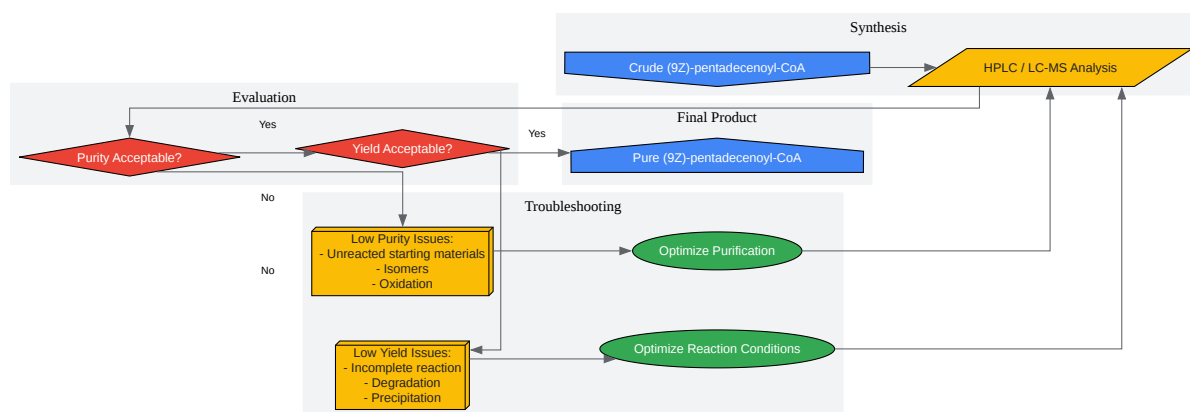 Synthesis
Crude (9Z)-pentadecenoyl-CoA
HPLC / LC-MS Analysis
Evaluation
Yes
Purity Acceptable?
Yield Acceptable?
Yes
Final Product
Pure (9Z)-pentadecenoyl-CoA
No
No
Troubleshooting
Low Purity Issues:
- Unreacted starting materials
- Isomers
- Oxidation
Optimize Purification
Low Yield Issues:
- Incomplete reaction
- Degradation
- Precipitation
Optimize Reaction Conditions